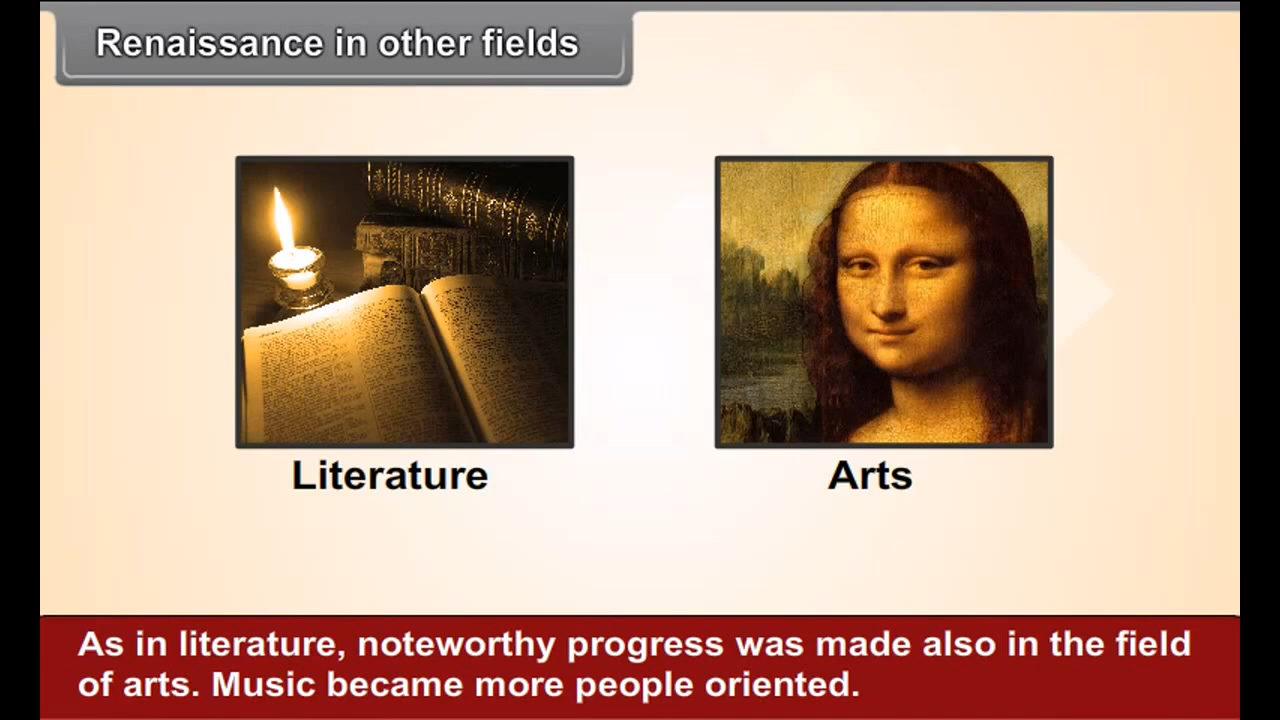 Renaissance in other fields
Literature
Arts
As in literature, noteworthy progress was made also in the field
of arts. Music became more people oriented.